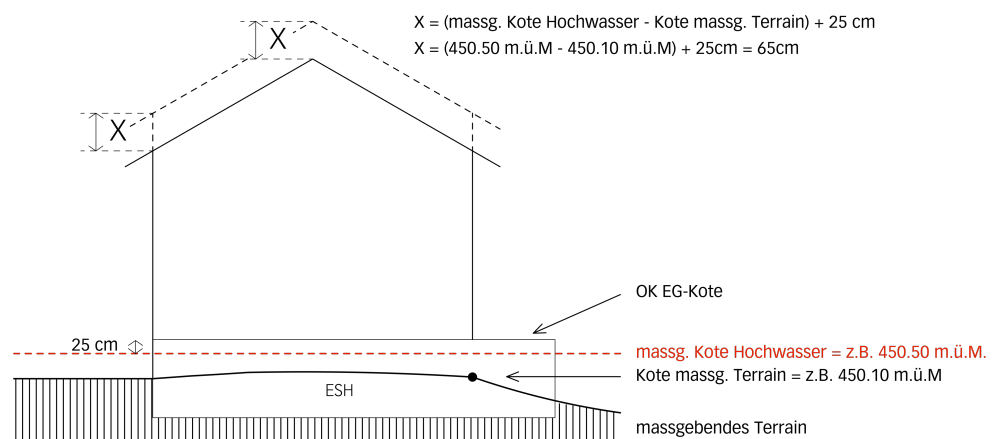 X = (massg. Kote Hochwasser - Kote massg. Terrain) + 25 cm
X = (450.50 m.ü.M - 450.10 m.ü.M) + 25cm = 65cm
X
X
OK EG-Kote
25 cm
massg. Kote Hochwasser = z.B. 450.50 m.ü.M.
Kote massg. Terrain = z.B. 450.10 m.ü.M
ESH
massgebendes Terrain